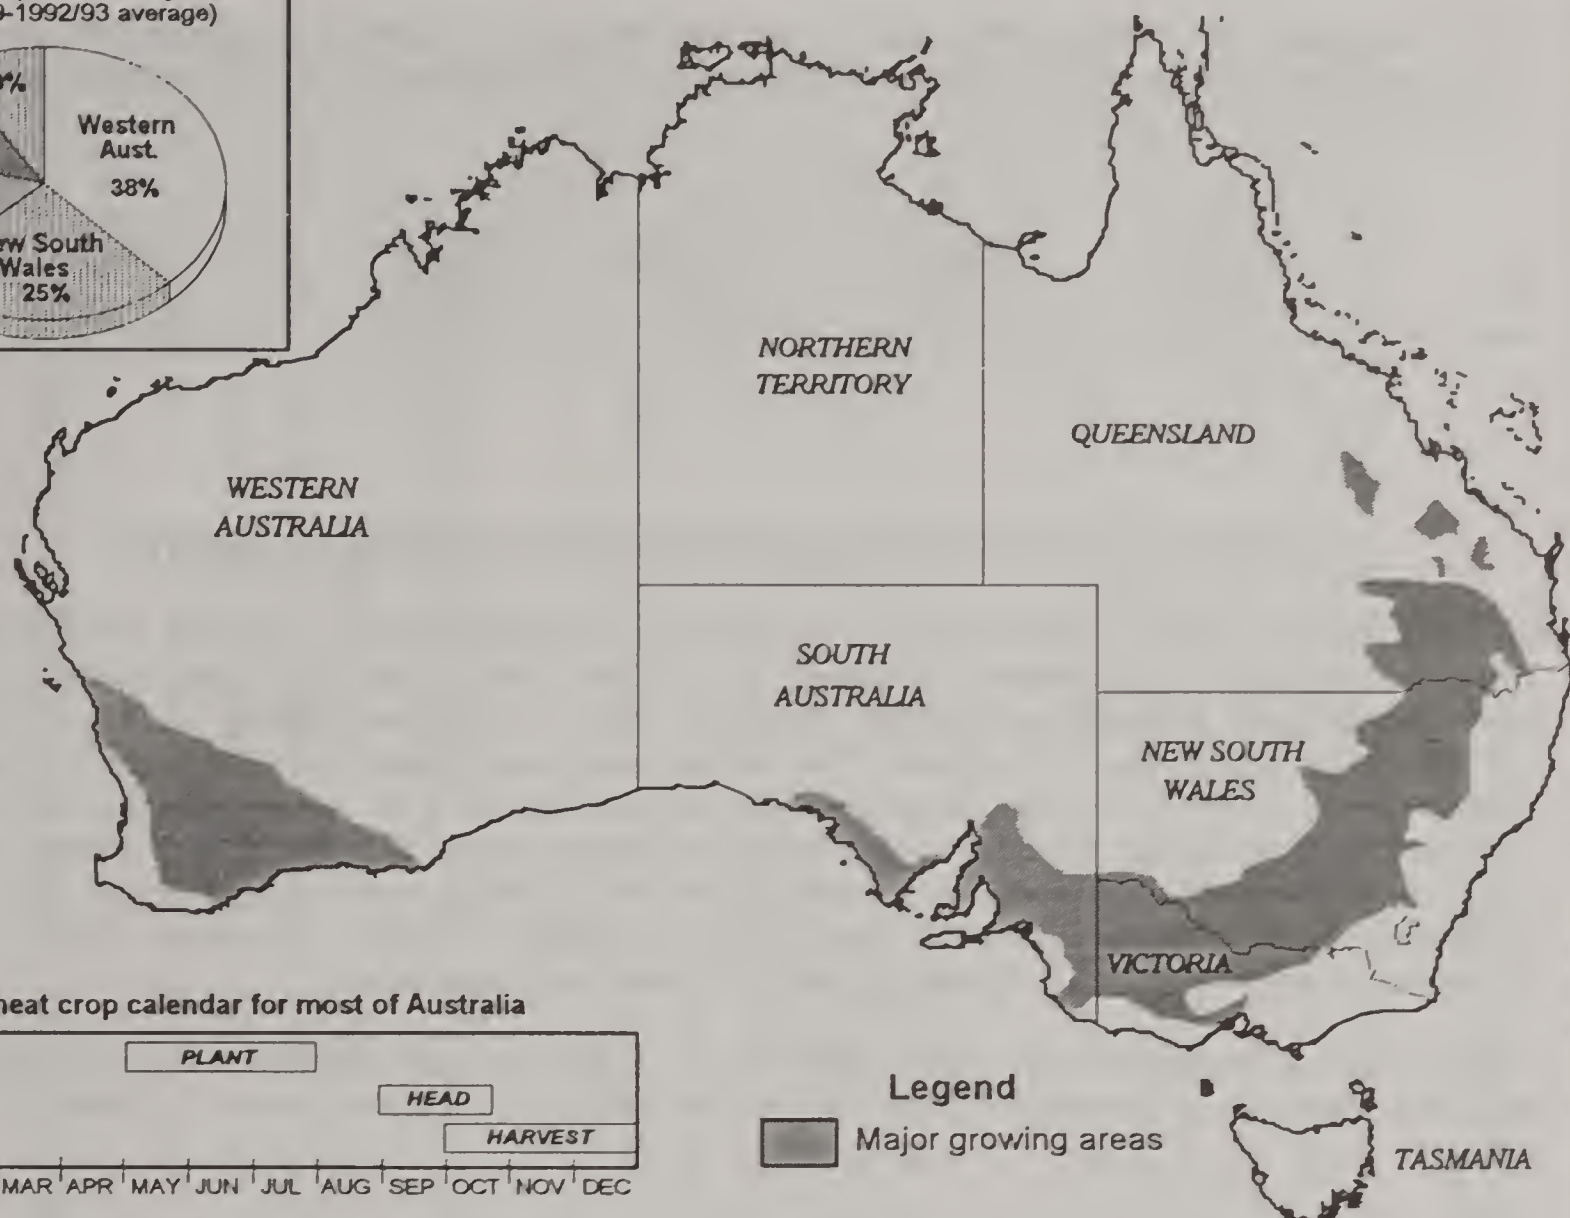 -1992/93 average)
%
Western
Aust.
38%
South
Wales
25%
NORTHERN
TERRITORY
QUEENSLAND
WESTERN
AUSTRALIA
SOUTH
AUSTRALIA
NEW SOUTH
WALES
VICTORIA
crop calendar for most of Australia
PLANT
HEAD
HARVEST
MAR APR MAY JUN JUL AUG SEP OCT NOV DEC
Legend
Major growing areas
TASMANIA